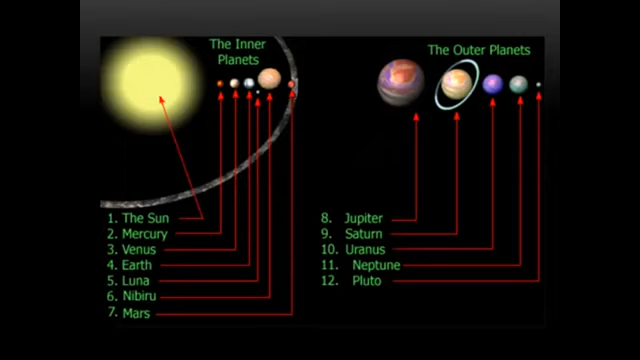 The Inner
Planets
1. The Sun
2. Mercury
3. Venus
4. Earth
5. Luna
6. Nibiru
7. Mars
The Outer Planets
8. Jupiter
9. Saturn
10. Uranus
11. Neptune
12. Pluto